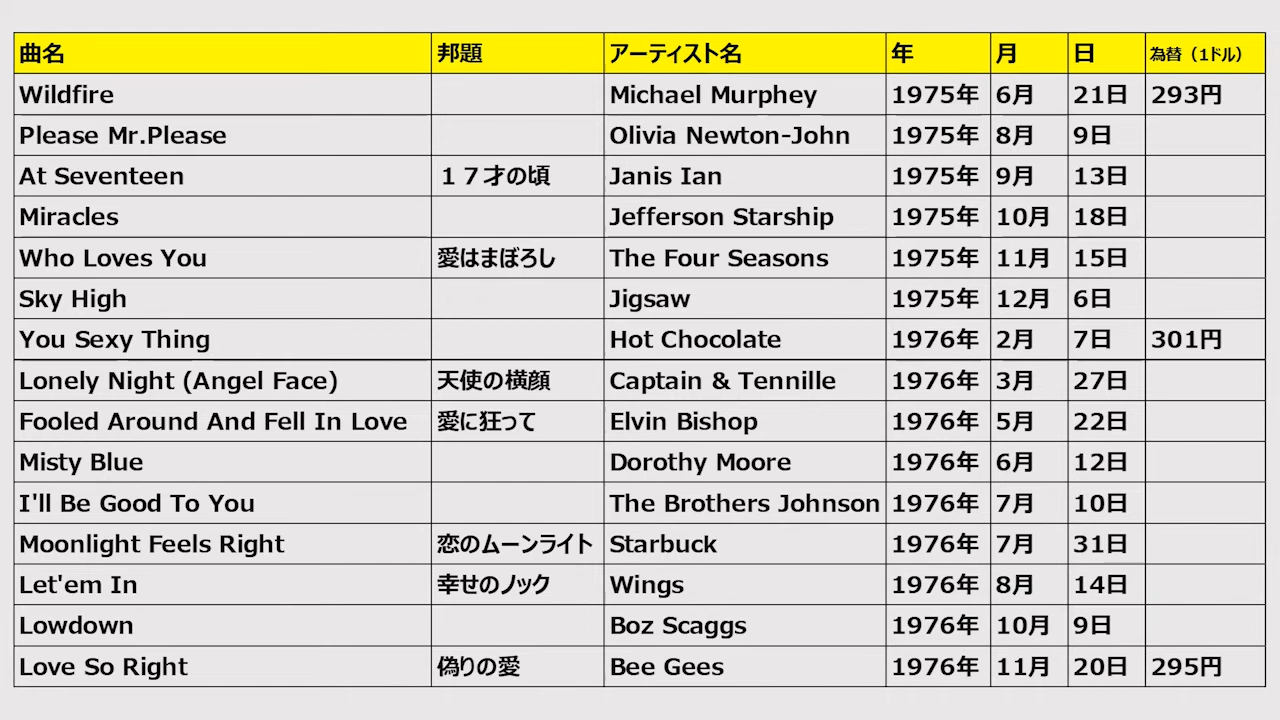 曲名 邦題 アーティスト名 年 月 日 為替（1ドル）
Wildfire Michael Murphey 1975年 6月 21日 293円
Please Mr.Please Olivia Newton-John 1975年 8月 9日
At Seventeen １７才の頃 Janis Ian 1975年 9月 13日
Miracles Jefferson Starship 1975年 10月 18日
Who Loves You 愛はまぼろし The Four Seasons 1975年 11月 15日
Sky High Jigsaw 1975年 12月 6日
You Sexy Thing Hot Chocolate 1976年 2月 7日 301円
Lonely Night (Angel Face) 天使の横顔 Captain & Tennille 1976年 3月 27日
Fooled Around And Fell In Love 愛に狂って Elvin Bishop 1976年 5月 22日
Misty Blue Dorothy Moore 1976年 6月 12日
I'll Be Good To You The Brothers Johnson 1976年 7月 10日
Moonlight Feels Right 恋のムーンライト Starbuck 1976年 7月 31日
Let'em In 幸せのノック Wings 1976年 8月 14日
Lowdown Boz Scaggs 1976年 10月 9日
Love So Right 偽りの愛 Bee Gees 1976年 11月 20日 295円